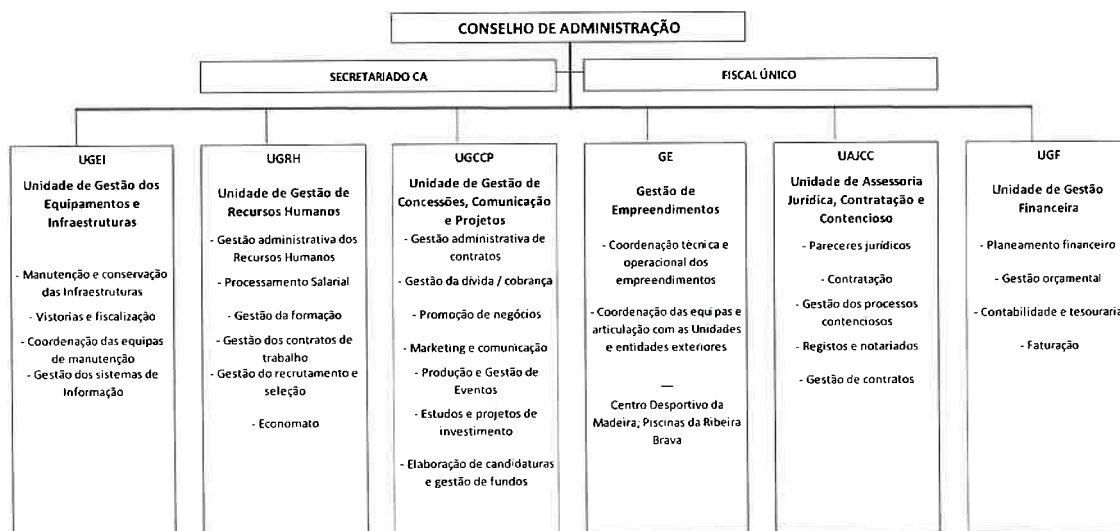 CONSELHO DE ADMINISTRAÇÃO
SECRETARIADO CA
FISCAL ÚNICO
UGEI
Unidade de Gestão dos
Equipamentos e
Infraestruturas
- Manutenção e conservação
das Infraestruturas
- Vistorias e fiscalização
- Coordenação das equipas
de manutenção
- Gestão dos sistemas de
Informação
UGRH
Unidade de Gestão de
Recursos Humanos
- Gestão administrativa dos
Recursos Humanos
- Processamento Salarial
- Gestão da formação
- Gestão dos contratos de
trabalho
- Gestão do recrutamento e
seleção
- Economato
UGCCP
Unidade de Gestão de
Concessões, Comunicação
e Projetos
- Gestão administrativa de
contratos
- Gestão da dívida / cobrança
- Promoção de negócios
- Marketing e comunicação
- Produção e Gestão de
Eventos
- Estudos e projetos de
investimento
- Elaboração de candidaturas
e gestão de fundos
GE
Gestão de
Empreendimentos
- Coordenação técnica e
operacional dos
empreendimentos
- Coordenação das equipas e
articulação com as Unidades
e entidades exteriores
—
Centro Desportivo da
Madeira; Piscinas da Ribeira
Brava
UAJCC
Unidade de Assessoria
Jurídica, Contratação e
Contencioso
- Pareceres jurídicos
- Contratação
- Gestão dos processos
contenciosos
- Registos e notariados
- Gestão de contratos
UGF
Unidade de Gestão
Financeira
- Planeamento financeiro
- Gestão orçamental
- Contabilidade e tesouraria
- Faturação